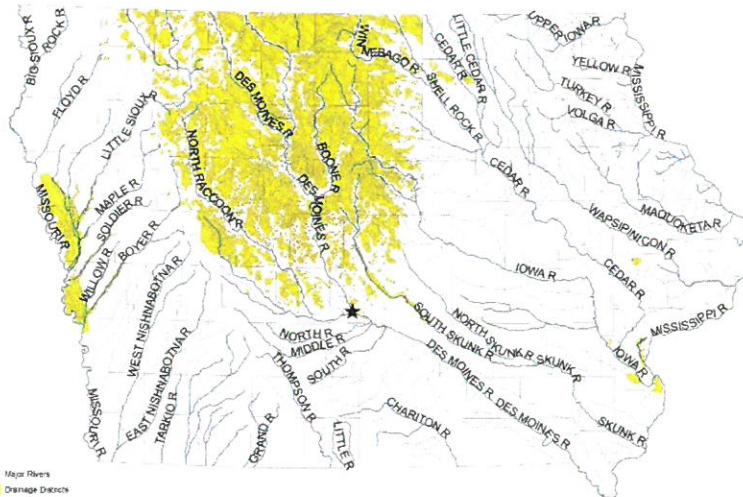 BIG SIOUX R
ROCK R
FLOYD R
LITTLE SIOUX R
DES MOINES R
WINNEBAGO R
LITTLE CEDAR R
CEDAR R
SHELL ROCK R
UPPER IOWA R
YELLOW R
MISSISSIPPI R
TURKEY R
VOLGA R
NORTH RACCOON R
BOONE R
DES MOINES R
CEDAR R
WAPSIPINICON R
MAQUOKETA R
MISSOURI R
MAPLE R
SOLDIER R
WILLOW R
BOYER R
IOWA R
CEDAR R
MISSISSIPPI R
WEST NISHNABOTNA R
EAST NISHNABOTNA R
TARKIO R
MISSOURI R
NORTH R
MIDDLE R
SOUTH R
THOMPSON R
GRAND R
LITTLE R
CHARITON R
SOUTH SKUNK R
NORTH SKUNK R
SKUNK R
DES MOINES R
DES MOINES R
IOWA R
SKUNK R
Major Rivers
Drainage Districts